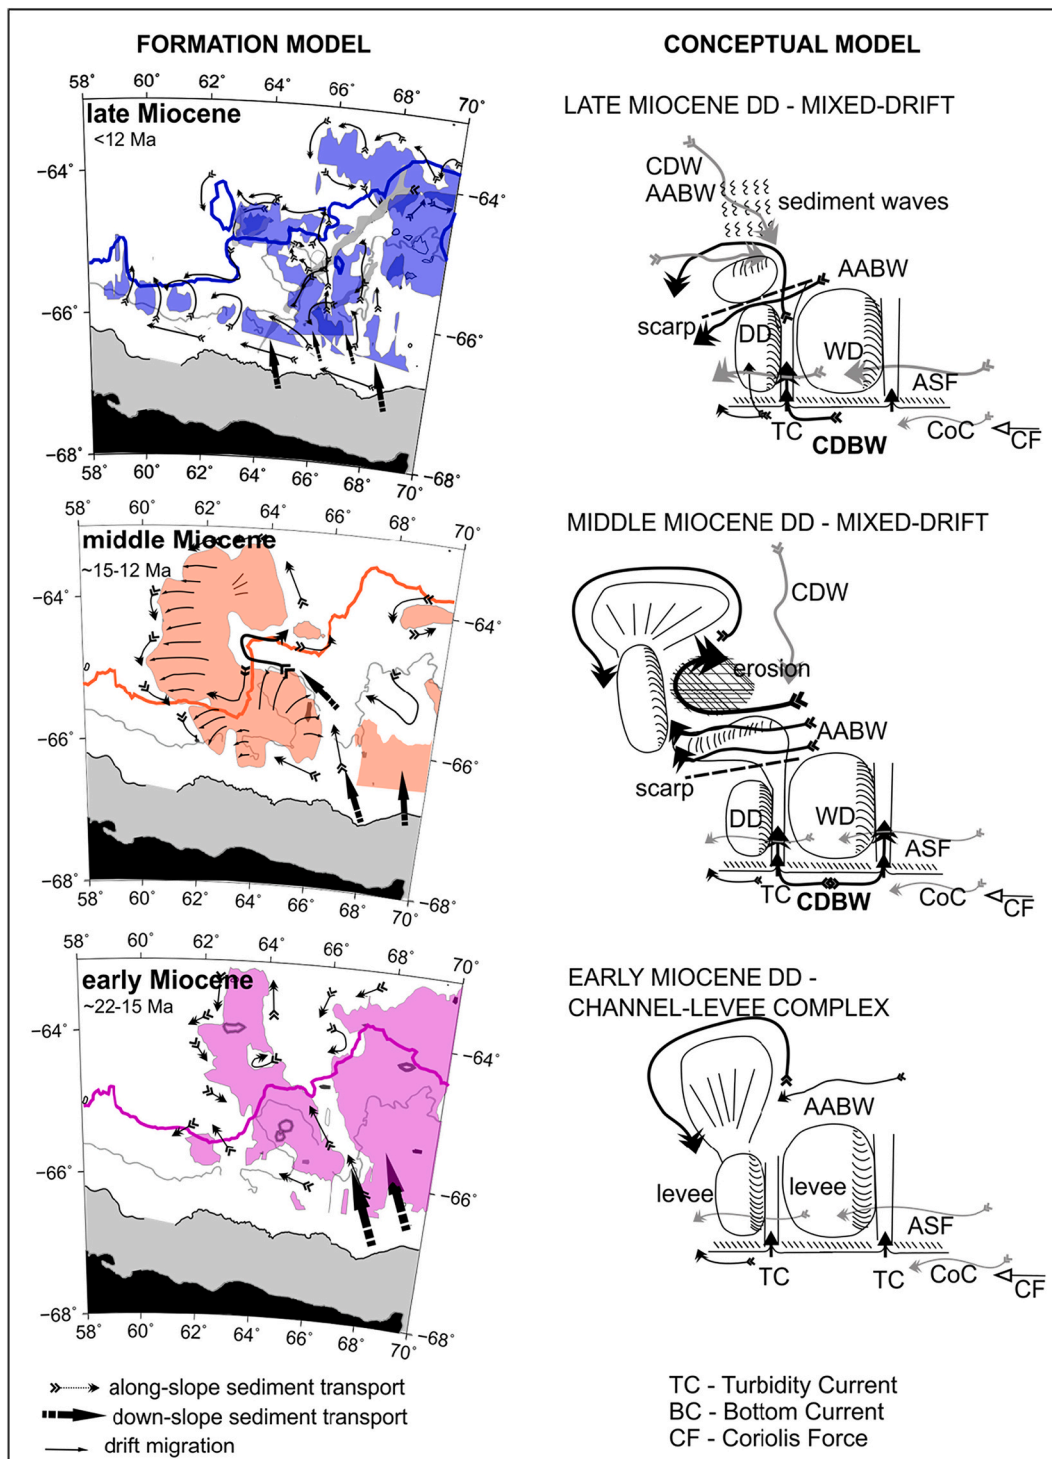 FORMATION MODEL
CONCEPTUAL MODEL
58° 60° 62° 64° 66° 68° 70°
late Miocene
<12 Ma
−64°
−66°
−68°
−64°
−66°
−68°
58° 60° 62° 64° 66° 68° 70°
LATE MIOCENE DD - MIXED-DRIFT
CDW
AABW
sediment waves
AABW
scarp
DD
WD
ASF
TC
CoC
CF
CDBW
58° 60° 62° 64° 66° 68° 70°
middle Miocene
~15-12 Ma
−64°
−66°
−68°
−64°
−66°
−68°
58° 60° 62° 64° 66° 68° 70°
MIDDLE MIOCENE DD - MIXED-DRIFT
CDW
erosion
AABW
scarp
DD
WD
ASF
TC
CDBW
CoC
CF
58° 60° 62° 64° 66° 68° 70°
early Miocene
~22-15 Ma
−64°
−66°
−68°
−64°
−66°
−68°
58° 60° 62° 64° 66° 68° 70°
EARLY MIOCENE DD -
CHANNEL-LEVEE COMPLEX
AABW
levee
levee
ASF
TC
TC
CoC
CF
along-slope sediment transport
down-slope sediment transport
drift migration
TC - Turbidity Current
BC - Bottom Current
CF - Coriolis Force